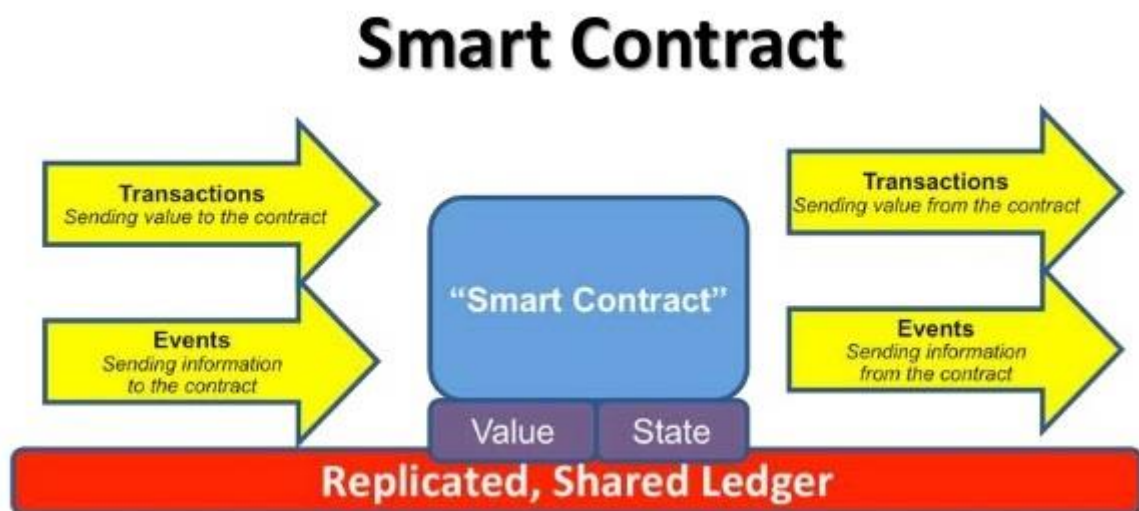 Smart Contract
Transactions
Sending value to the contract
Transactions
Sending value from the contract
“Smart Contract”
Events
Sending information
to the contract
Events
Sending information
from the contract
Value
State
Replicated, Shared Ledger